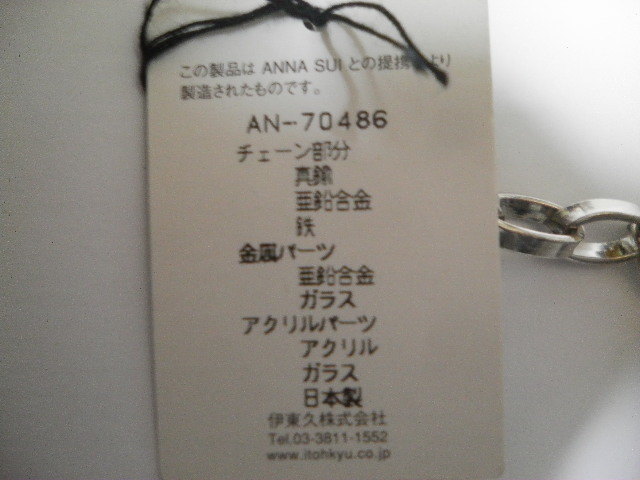 この製品は ANNA SUI との提携により
製造されたものです。
AN-70486
チェーン部分
真鍮
亜鉛合金
鉄
金属パーツ
亜鉛合金
ガラス
アクリルパーツ
アクリル
ガラス
日本製
伊東久株式会社
Tel.03-3811-1552
www.itohkyu.co.jp